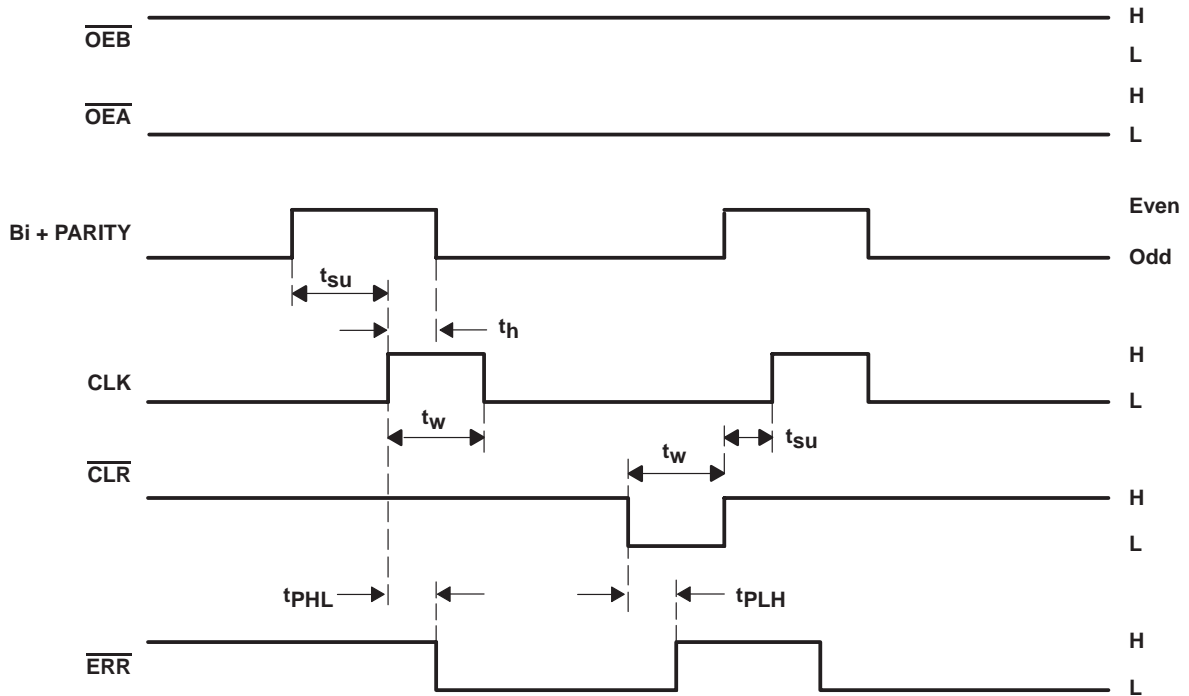 OEB
H
L
OEA
H
L
Bi + PARITY
Even
Odd
tsu
th
CLK
H
L
tw
tsu
CLR
tw
H
L
tPHL
tPLH
ERR
H
L